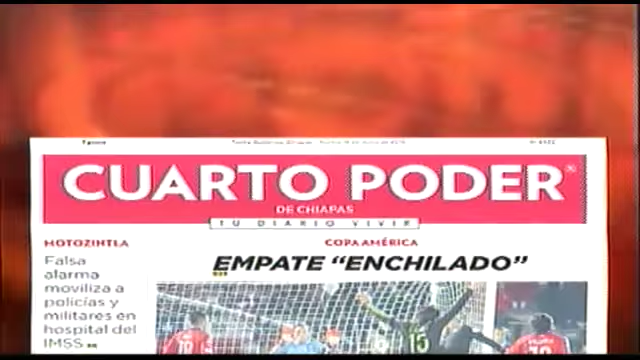 CUARTO PODER®
DE CHIAPAS
TU DIARIO VIVIR
MOTOZINTLA
Falsa
alarma
moviliza a
policías y
militares en
hospital del
IMSS
COPA AMÉRICA
EMPATE “ENCHILADO”
15